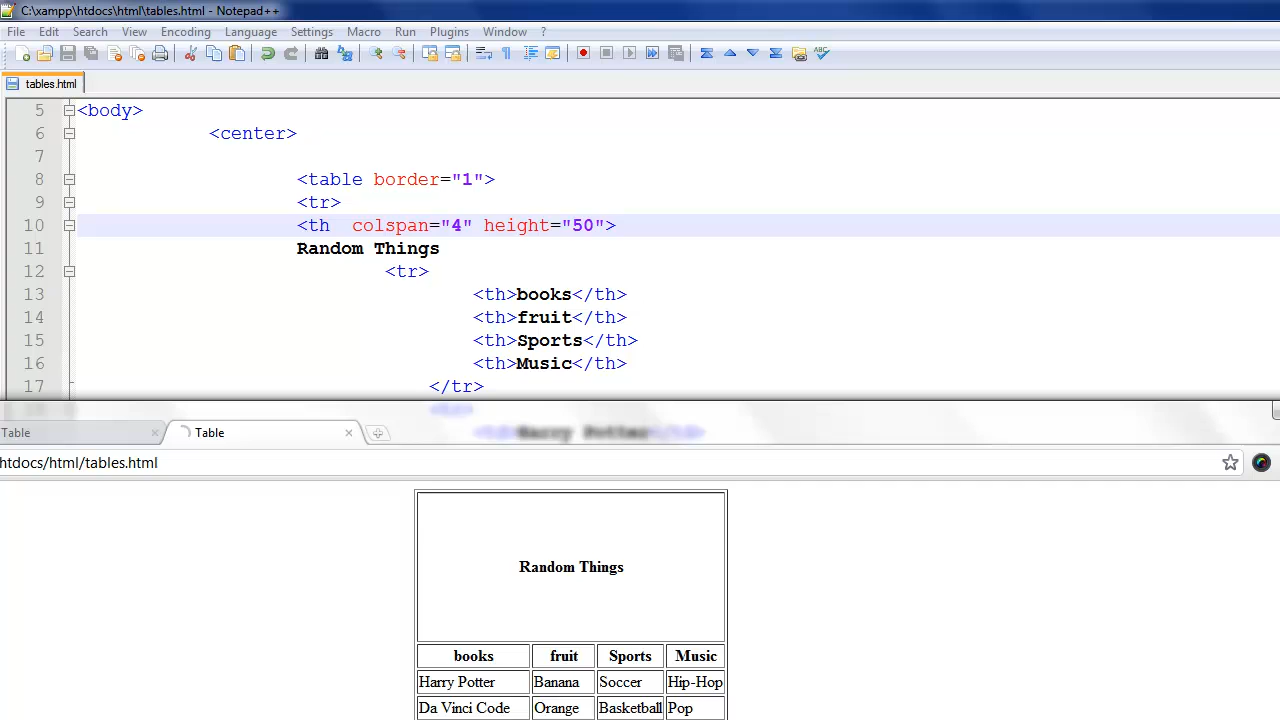 C:\xampp\htdocs\html\tables.html - Notepad++
File Edit Search View Encoding Language Settings Macro Run Plugins Window ?
tables.html
5 <body>
6 <center>
7
8 <table border="1">
9 <tr>
10 <th  colspan="4" height="50">
11 Random Things
12 <tr>
13 <th>books</th>
14 <th>fruit</th>
15 <th>Sports</th>
16 <th>Music</th>
17 </tr>
<td>Harry Potter</td>
Table Table
htdocs/html/tables.html
Random Things
books fruit Sports Music
Harry Potter Banana Soccer Hip-Hop
Da Vinci Code Orange Basketball Pop